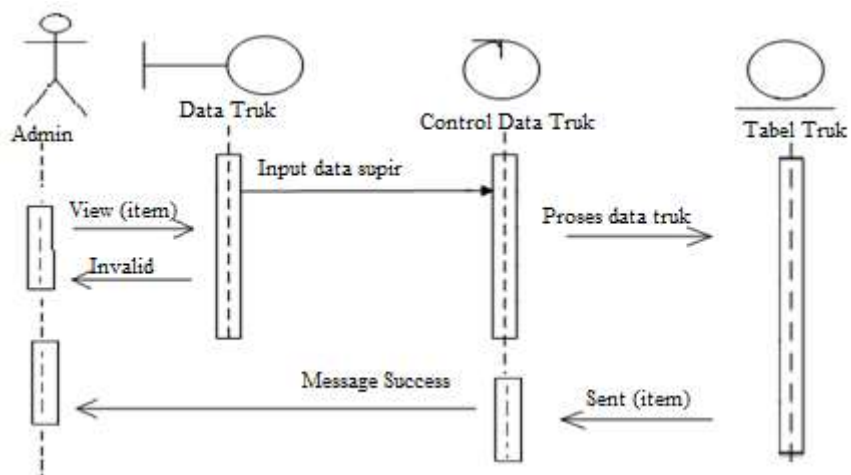 Data Truk
Control Data Truk
Admin
Tabel Truk
Input data supir
View (item)
Proses data truk
Invalid
Message Success
Sent (item)